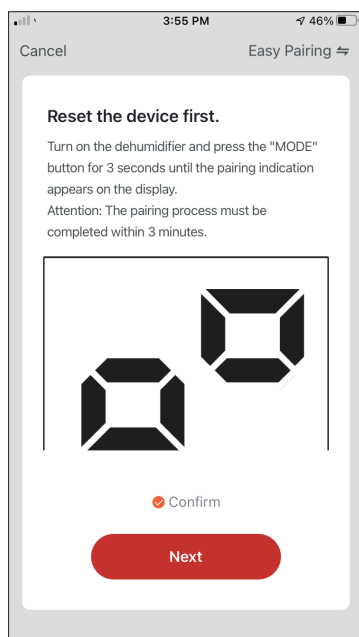 3:55 PM
46%
Cancel
Easy Pairing
Reset the device first.
Turn on the dehumidifier and press the "MODE"
button for 3 seconds until the pairing indication
appears on the display.
Attention: The pairing process must be
completed within 3 minutes.
Confirm
Next